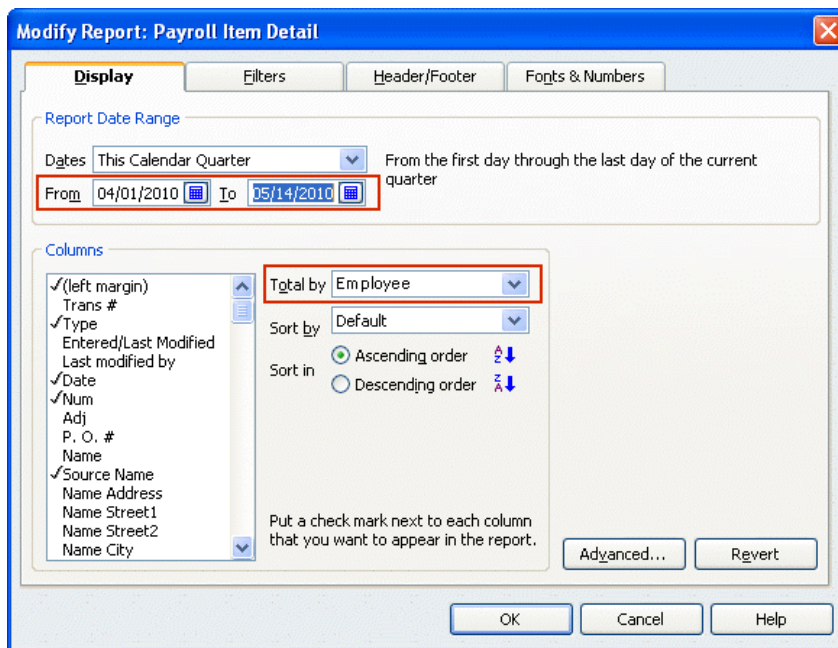 Modify Report: Payroll Item Detail
Display Filters Header/Footer Fonts & Numbers
Report Date Range
Dates This Calendar Quarter From the first day through the last day of the current
quarter
From 04/01/2010 To 05/14/2010
Columns
✓(left margin)
Trans #
✓Type
Entered/Last Modified
Last modified by
✓Date
✓Num
Adj
P. O. #
Name
✓Source Name
Name Address
Name Street1
Name Street2
Name City
Total by Employee
Sort by Default
Sort in Ascending order AZ
Descending order ZA
Put a check mark next to each column
that you want to appear in the report.
Advanced... Revert
OK Cancel Help